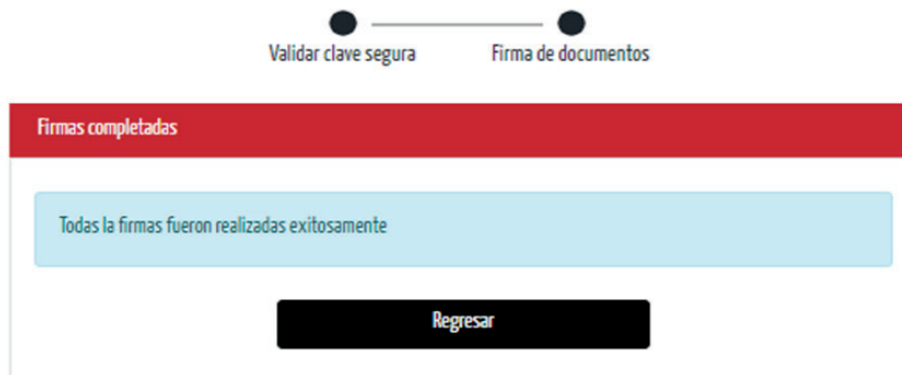 Validar clave segura
Firma de documentos
Firmas completadas
Todas la firmas fueron realizadas exitosamente
Regresar